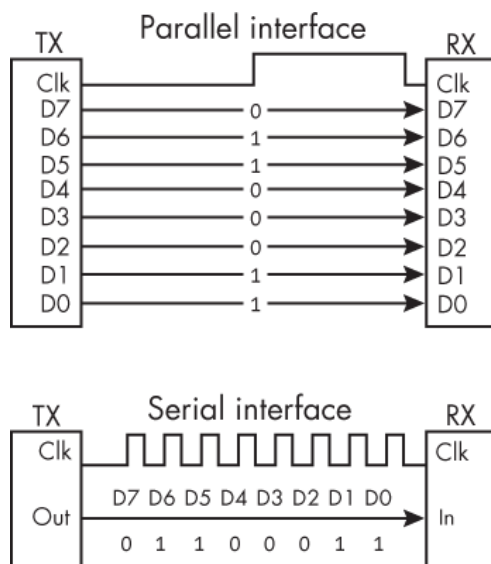 Parallel interface
TX RX
Clk Clk
D7 0 D7
D6 1 D6
D5 1 D5
D4 0 D4
D3 0 D3
D2 0 D2
D1 1 D1
D0 1 D0
Serial interface
TX RX
Clk Clk
D7 D6 D5 D4 D3 D2 D1 D0
Out In
0 1 1 0 0 0 1 1